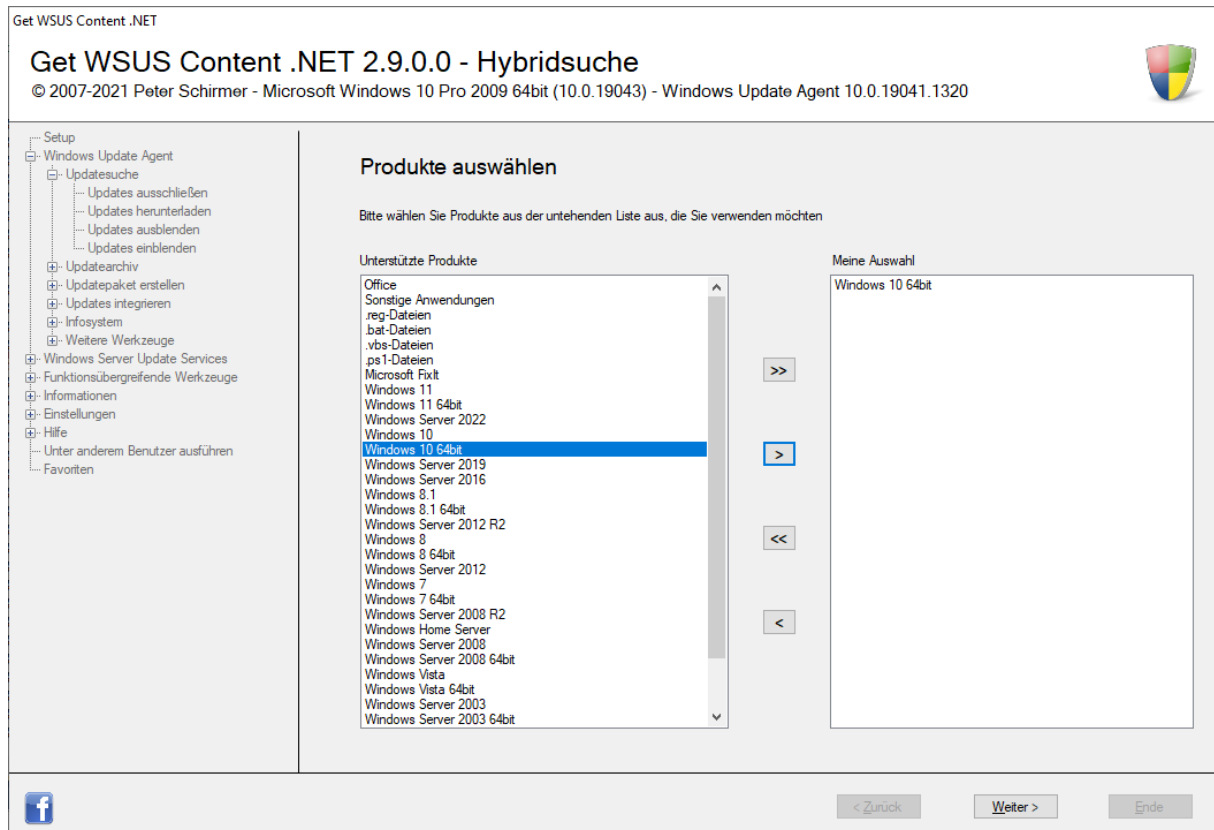 Get WSUS Content .NET
Get WSUS Content .NET 2.9.0.0 - Hybridsuche
© 2007-2021 Peter Schirmer - Microsoft Windows 10 Pro 2009 64bit (10.0.19043) - Windows Update Agent 10.0.19041.1320
Setup
Windows Update Agent
Updatesuche
Updates ausschließen
Updates herunterladen
Updates ausblenden
Updates einblenden
Updatearchiv
Updatepaket erstellen
Updates integrieren
Infosystem
Weitere Werkzeuge
Windows Server Update Services
Funktionsübergreifende Werkzeuge
Informationen
Einstellungen
Hilfe
Unter anderem Benutzer ausführen
Favoriten
Produkte auswählen
Bitte wählen Sie Produkte aus der untehenden Liste aus, die Sie verwenden möchten
Unterstützte Produkte
Office
Sonstige Anwendungen
.reg-Dateien
.bat-Dateien
.vbs-Dateien
.ps1-Dateien
Microsoft FixIt
Windows 11
Windows 11 64bit
Windows Server 2022
Windows 10
Windows 10 64bit
Windows Server 2019
Windows Server 2016
Windows 8.1
Windows 8.1 64bit
Windows Server 2012 R2
Windows 8
Windows 8 64bit
Windows Server 2012
Windows 7
Windows 7 64bit
Windows Server 2008 R2
Windows Home Server
Windows Server 2008
Windows Server 2008 64bit
Windows Vista
Windows Vista 64bit
Windows Server 2003
Windows Server 2003 64bit
>>
>
<<
<
Meine Auswahl
Windows 10 64bit
f
< Zurück
Weiter >
Ende